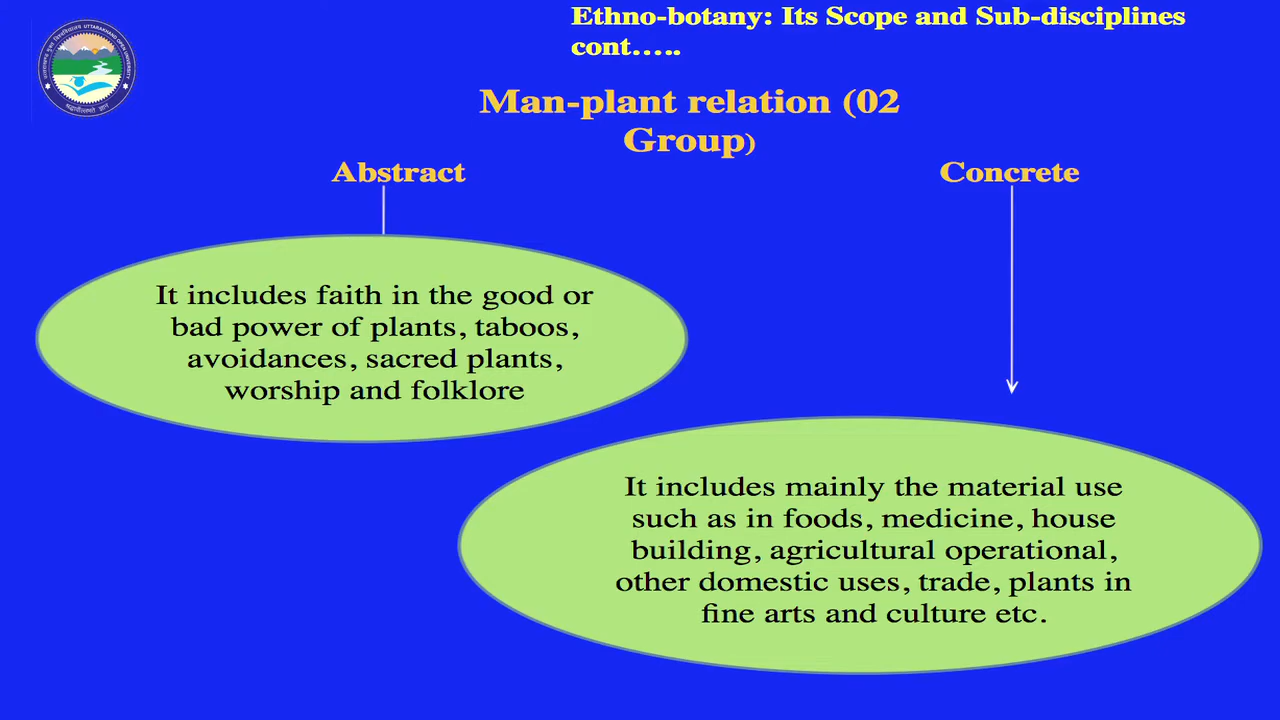 Ethno-botany: Its Scope and Sub-disciplines
cont.....
Man-plant relation (02
Group)
Abstract
Concrete
It includes faith in the good or
bad power of plants, taboos,
avoidances, sacred plants,
worship and folklore
It includes mainly the material use
such as in foods, medicine, house
building, agricultural operational,
other domestic uses, trade, plants in
fine arts and culture etc.
UTTARAKHAND OPEN UNIVERSITY